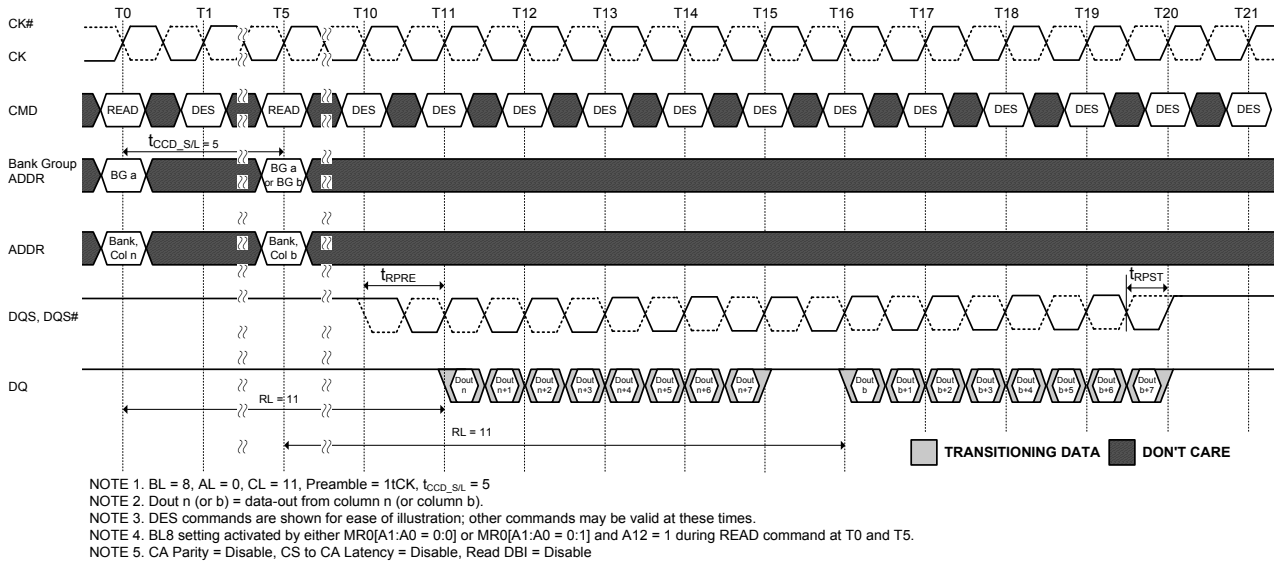 T0 T1 T5 T10 T11 T12 T13 T14 T15 T16 T17 T18 T19 T20 T21
CK#
CK
CMD READ DES READ DES DES DES DES DES DES DES DES DES DES DES DES
tCCD_S/L = 5
Bank Group
ADDR
BG a
BG a
or BG b
ADDR
Bank,
Col n
Bank,
Col b
tRPRE
tRPST
DQS, DQS#
DQ
Dout
n
Dout
n+1
Dout
n+2
Dout
n+3
Dout
n+4
Dout
n+5
Dout
n+6
Dout
n+7
Dout
b
Dout
b+1
Dout
b+2
Dout
b+3
Dout
b+4
Dout
b+5
Dout
b+6
Dout
b+7
RL = 11
RL = 11
TRANSITIONING DATA DON'T CARE
NOTE 1. BL = 8, AL = 0, CL = 11, Preamble = 1tCK, tCCD_S/L = 5
NOTE 2. Dout n (or b) = data-out from column n (or column b).
NOTE 3. DES commands are shown for ease of illustration; other commands may be valid at these times.
NOTE 4. BL8 setting activated by either MR0[A1:A0 = 0:0] or MR0[A1:A0 = 0:1] and A12 = 1 during READ command at T0 and T5.
NOTE 5. CA Parity = Disable, CS to CA Latency = Disable, Read DBI = Disable